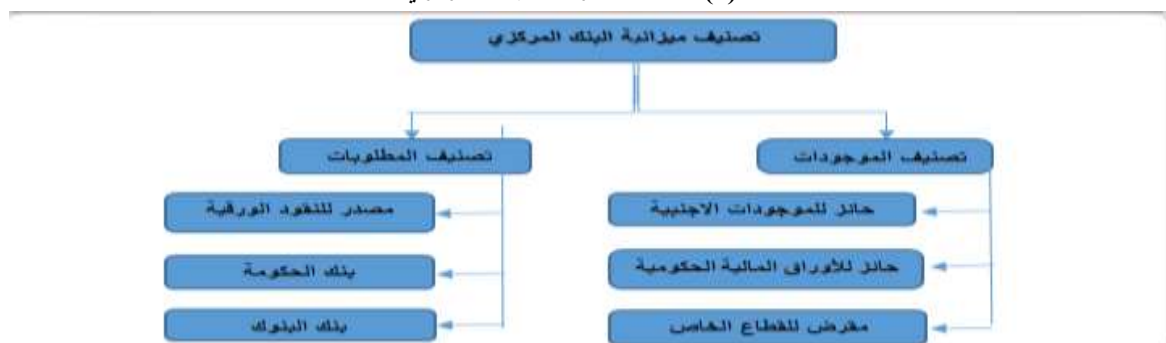 تصنيف ميزانية البنك المركزي
تصنيف الموجودات
تصنيف المطلوبات
حائز للموجودات الاجنبية
مصدر للنقود الورقية
حائز للأوراق المالية الحكومية
بنك الحكومة
مقرض للقطاع الخاص
بنك البنوك